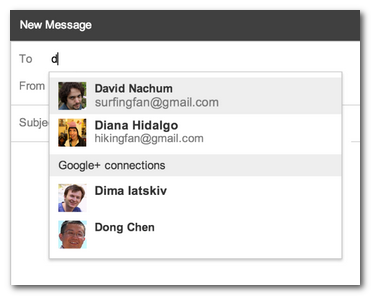 New Message
To d
From
David Nachum
surfingfan@gmail.com
Subje
Diana Hidalgo
hikingfan@gmail.com
Google+ connections
Dima Iatskiv
Dong Chen